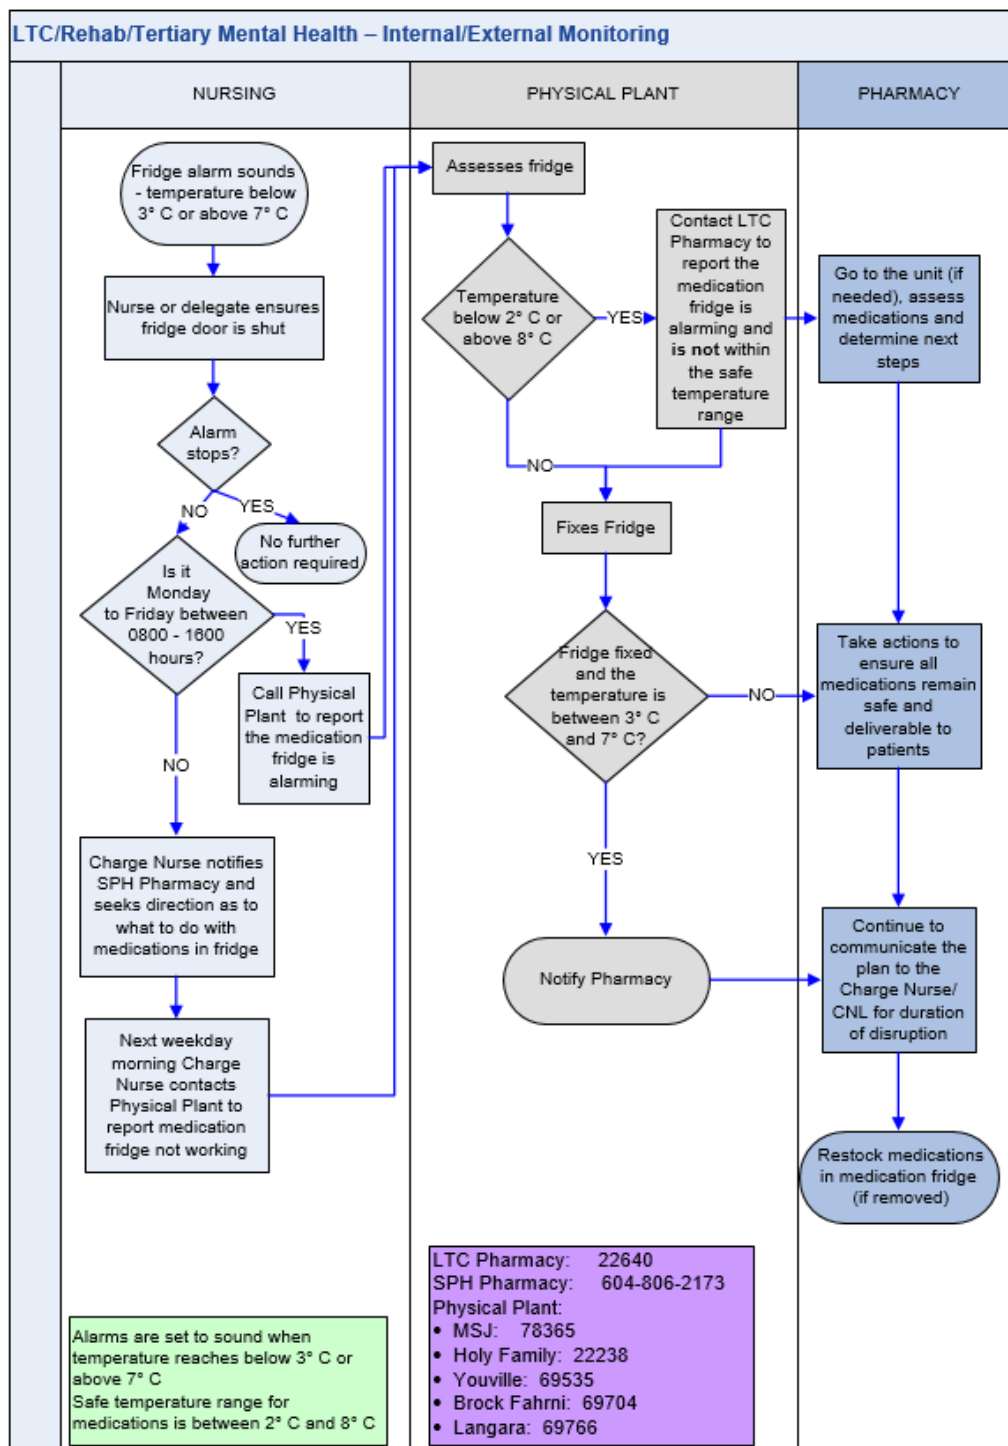 LTC/Rehab/Tertiary Mental Health – Internal/External Monitoring
NURSING
PHYSICAL PLANT
PHARMACY
Fridge alarm sounds
- temperature below
3° C or above 7° C
Nurse or delegate ensures
fridge door is shut
Alarm
stops?
NO
YES
No further
action required
Is it
Monday
to Friday between
0800 - 1600
hours?
YES
Call Physical
Plant to report
the medication
fridge is
alarming
NO
Charge Nurse notifies
SPH Pharmacy and
seeks direction as to
what to do with
medications in fridge
Next weekday
morning Charge
Nurse contacts
Physical Plant to
report medication
fridge not working
Alarms are set to sound when
temperature reaches below 3° C or
above 7° C
Safe temperature range for
medications is between 2° C and 8° C
Assesses fridge
Temperature
below 2° C or
above 8° C
YES
Contact LTC
Pharmacy to
report the
medication
fridge is
alarming and
is not within
the safe
temperature
range
NO
Fixes Fridge
Fridge fixed
and the
temperature is
between 3° C
and 7° C?
NO
YES
Notify Pharmacy
LTC Pharmacy: 22640
SPH Pharmacy: 604-806-2173
Physical Plant:
• MSJ: 78365
• Holy Family: 22238
• Youville: 69535
• Brock Fahrni: 69704
• Langara: 69766
Go to the unit (if
needed), assess
medications and
determine next
steps
Take actions to
ensure all
medications remain
safe and
deliverable to
patients
Continue to
communicate the
plan to the
Charge Nurse/
CNL for duration
of disruption
Restock medications
in medication fridge
(if removed)